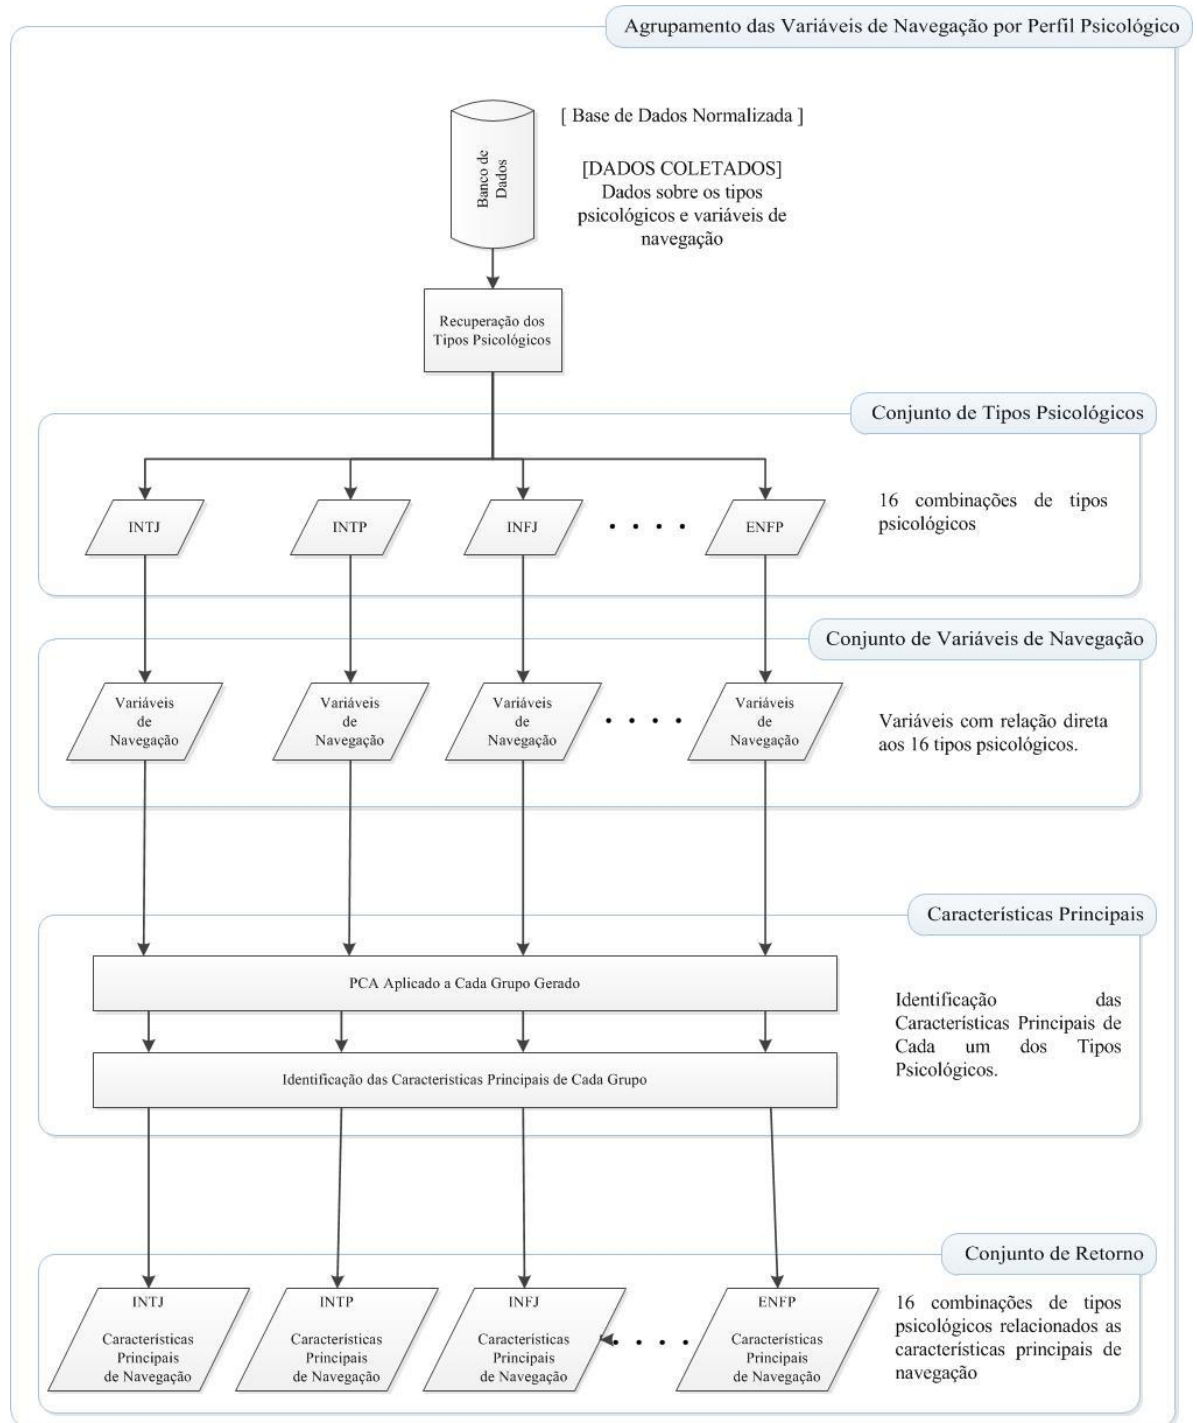 Agrupamento das Variáveis de Navegação por Perfil Psicológico
Banco de
Dados
[ Base de Dados Normalizada ]
[DADOS COLETADOS]
Dados sobre os tipos
psicológicos e variáveis de
navegação
Recuperação dos
Tipos Psicológicos
Conjunto de Tipos Psicológicos
INTJ
INTP
INFJ
. . . .
ENFP
16 combinações de tipos
psicológicos
Conjunto de Variáveis de Navegação
Variáveis
de
Navegação
Variáveis
de
Navegação
Variáveis
de
Navegação
. . . .
Variáveis
de
Navegação
Variáveis com relação direta
aos 16 tipos psicológicos.
Características Principais
PCA Aplicado a Cada Grupo Gerado
Identificação das Características Principais de Cada Grupo
Identificação das
Características Principais de
Cada um dos Tipos
Psicológicos.
Conjunto de Retorno
INTJ
Características
Principais
de Navegação
INTP
Características
Principais
de Navegação
INFJ
Características
Principais
de Navegação
. . . .
ENFP
Características
Principais
de Navegação
16 combinações de tipos
psicológicos relacionados as
características principais de
navegação